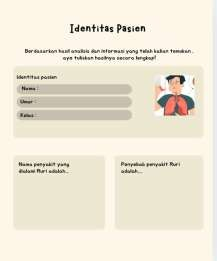 Identitas Pasien
Berdasarkan hasil analisis dan informasi yang telah kalian temukan ,
ayo tuliskan hasilnya secara lengkap!
Identitas pasien
Nama :
Umur :
Kelas :
Nama penyakit yang
dialami Ruri adalah...
Penyebab penyakit Ruri
adalah....